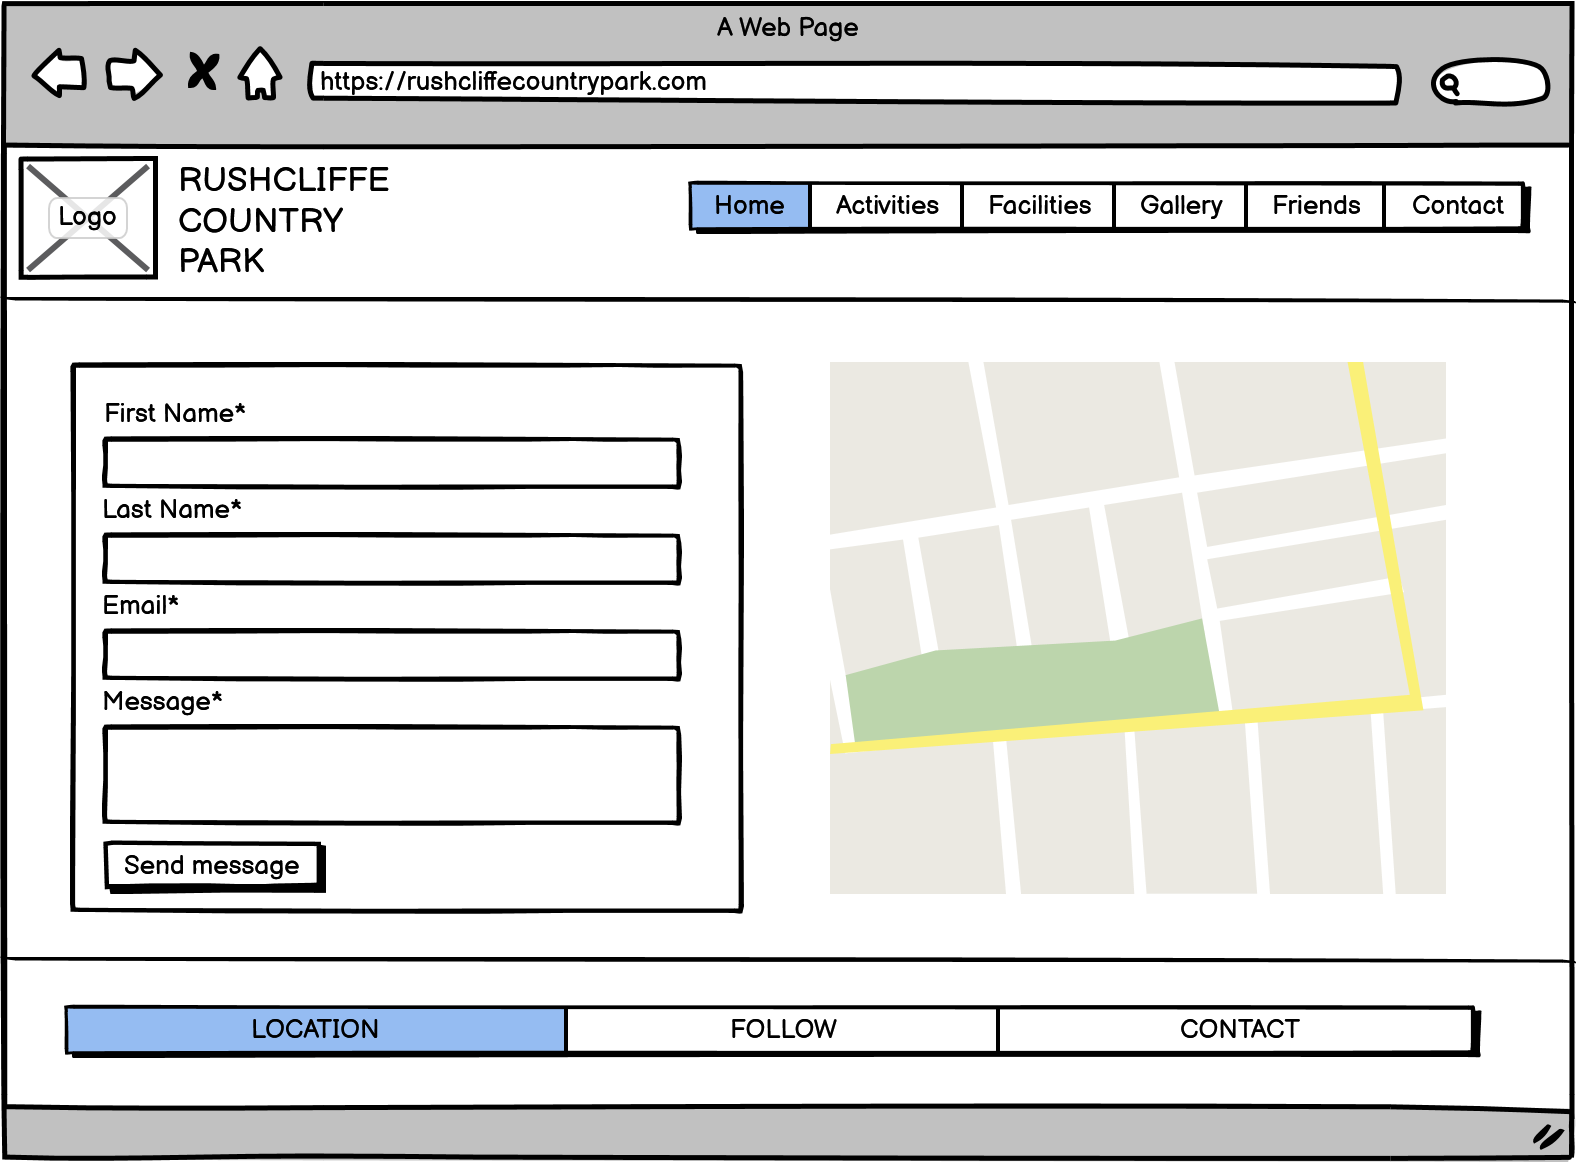 A Web Page
https://rushcliffecountrypark.com
Logo
RUSHCLIFFE
COUNTRY
PARK
Home Activities Facilities Gallery Friends Contact
First Name*
Last Name*
Email*
Message*
Send message
LOCATION FOLLOW CONTACT